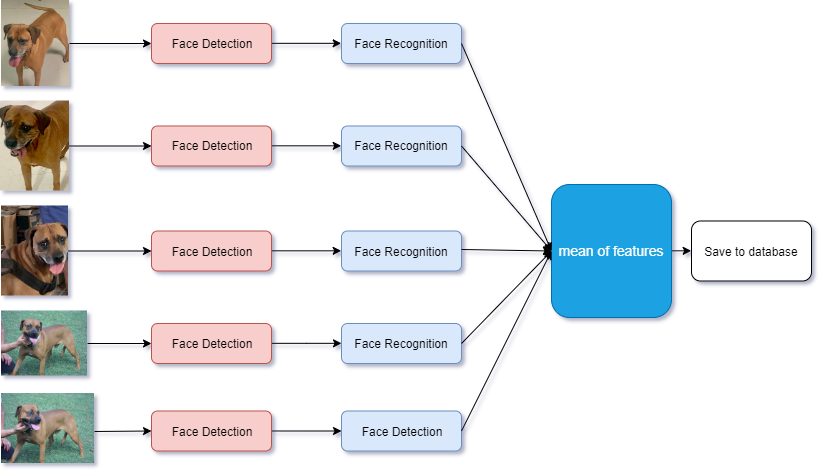 Face Detection
Face Recognition
Face Detection
Face Recognition
Face Detection
Face Recognition
mean of features
Save to database
Face Detection
Face Recognition
Face Detection
Face Detection